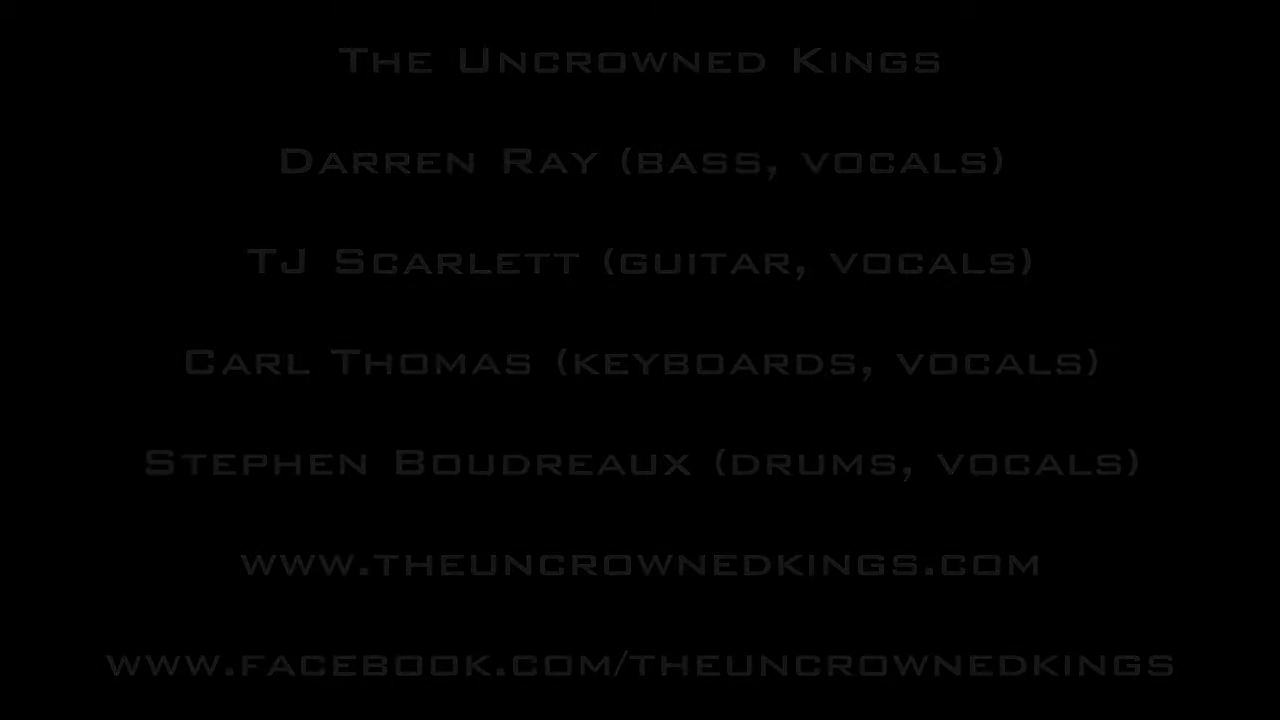 The Uncrowned Kings
Darren Ray (bass, vocals)
TJ Scarlett (guitar, vocals)
Carl Thomas (keyboards, vocals)
Stephen Boudreaux (drums, vocals)
www.theuncrownedkings.com
www.facebook.com/theuncrownedkings